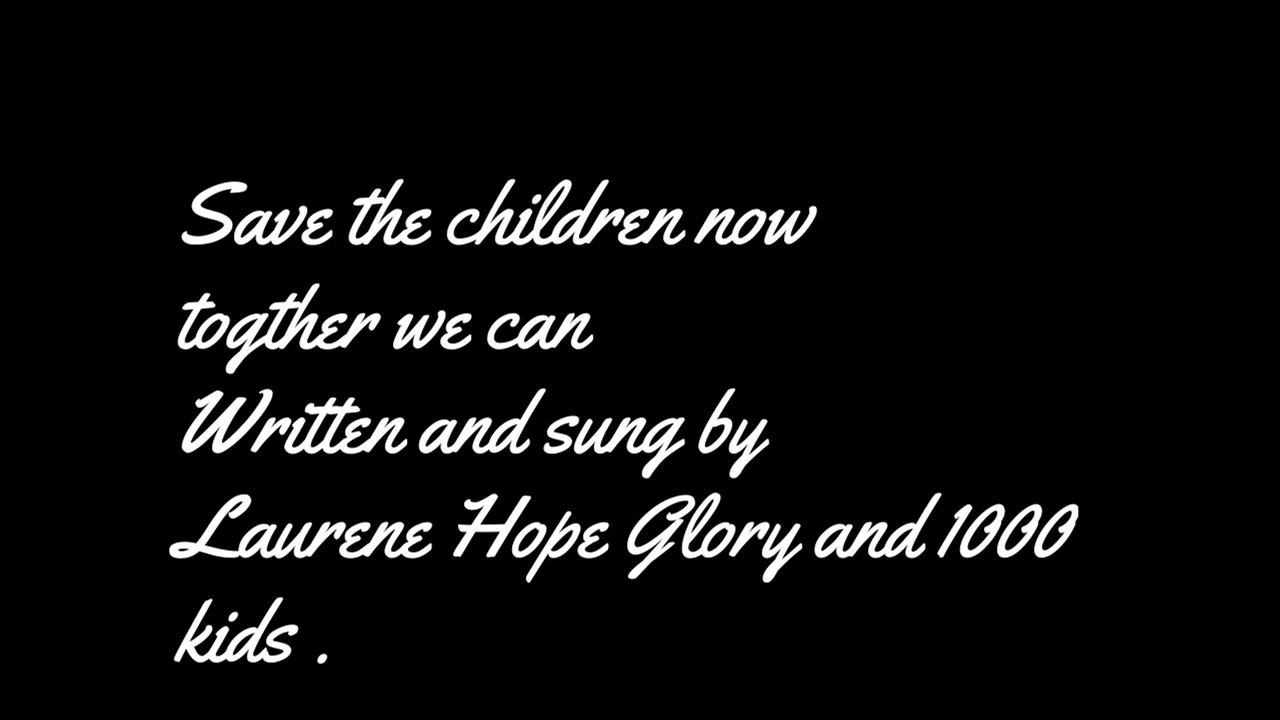 Save the children now
togther we can
Written and sung by
Laurene Hope Glory and 1000
kids .